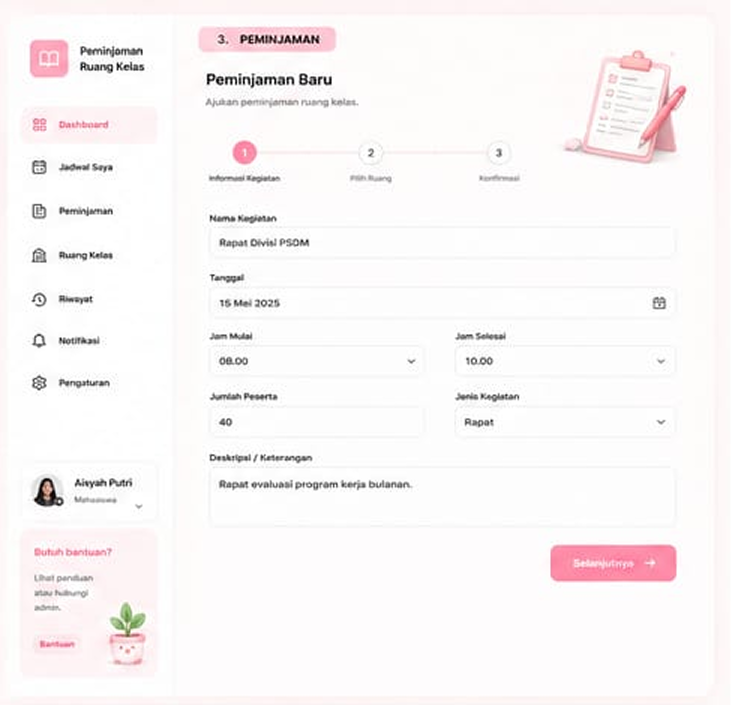 Peminjaman
Ruang Kelas
Dashboard
Jadwal Saya
Peminjaman
Ruang Kelas
Riwayat
Notifikasi
Pengaturan
Aisyah Putri
Mahasiswa
Butuh bantuan?
Lihat panduan
atau hubungi
admin.
Bantuan
3. PEMINJAMAN
Peminjaman Baru
Ajukan peminjaman ruang kelas.
1
2
3
Informasi Kegiatan
Pilih Ruang
Konfirmasi
Nama Kegiatan
Rapat Divisi PSDM
Tanggal
15 Mei 2025
Jam Mulai
Jam Selesai
08.00
10.00
Jumlah Peserta
Jenis Kegiatan
40
Rapat
Deskripsi / Keterangan
Rapat evaluasi program kerja bulanan.
Selanjutnya